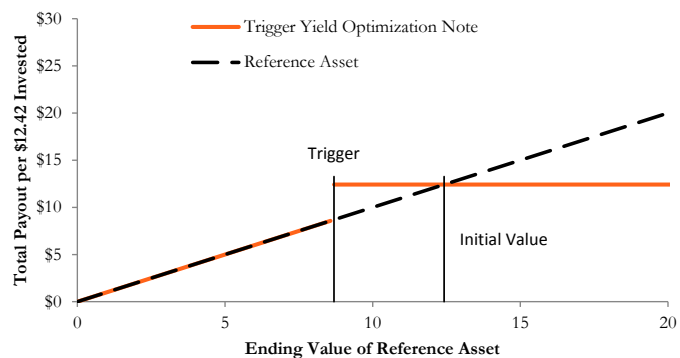 $30
$25
$20
$15
$10
$5
$0
Total Payout per $12.42 Invested
Trigger Yield Optimization Note
Reference Asset
Trigger
Initial Value
0
5
10
15
20
Ending Value of Reference Asset